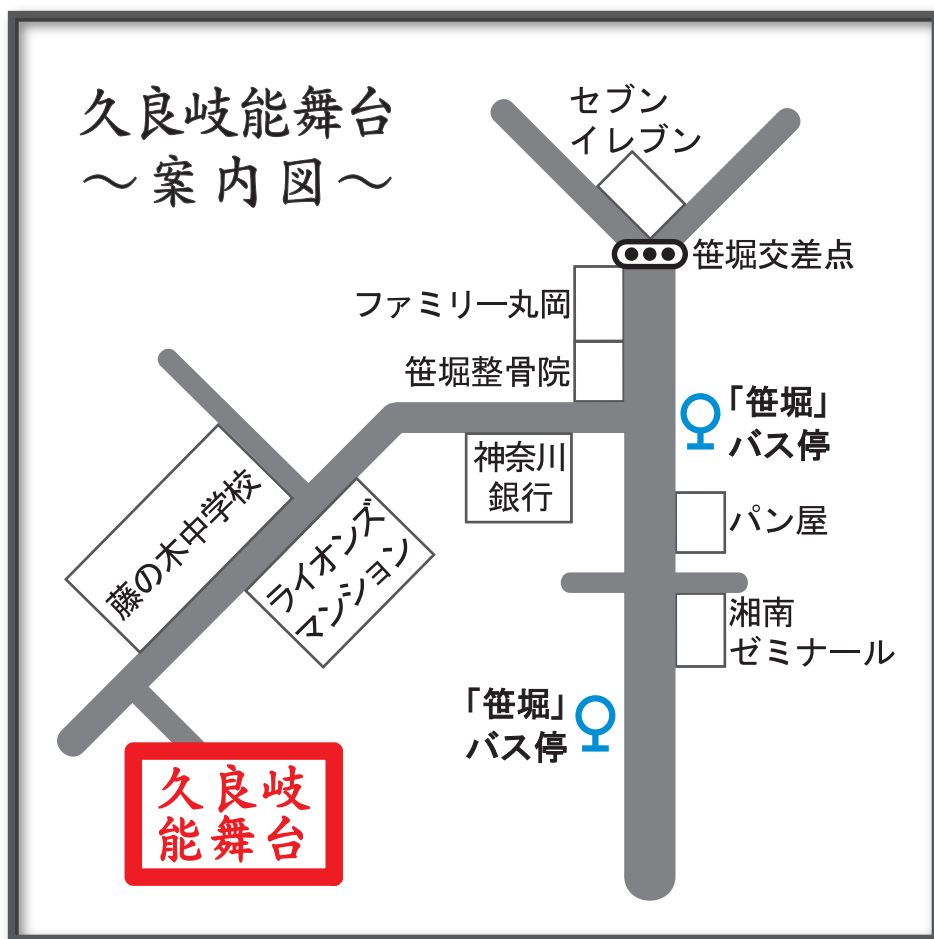 久良岐能舞台
～案内図～
セブン
イレブン
笹堀交差点
ファミリー丸岡
笹堀整骨院
「笹堀」
バス停
神奈川
銀行
パン屋
藤の木中学校
ライオンズ
マンション
湘南
ゼミナール
「笹堀」
バス停
久良岐
能舞台